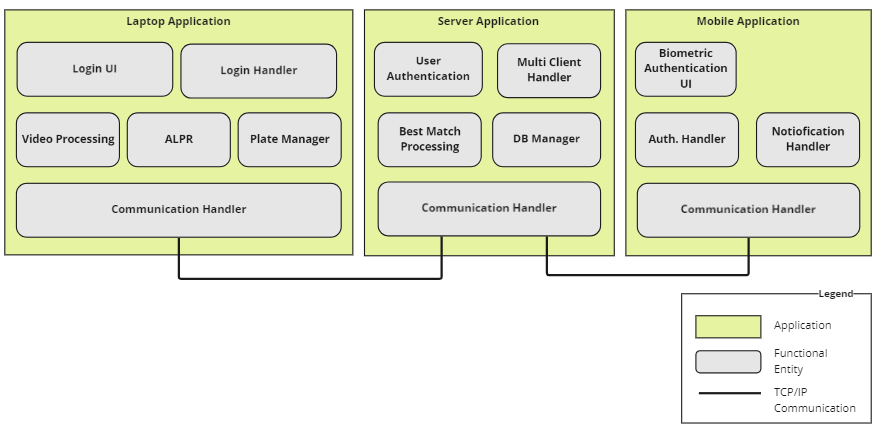 Laptop Application
Login UI
Login Handler
Video Processing
ALPR
Plate Manager
Communication Handler
Server Application
User
Authentication
Multi Client
Handler
Best Match
Processing
DB Manager
Communication Handler
Mobile Application
Biometric
Authentication
UI
Auth. Handler
Notiofication
Handler
Communication Handler
Legend
Application
Functional
Entity
TCP/IP
Communication